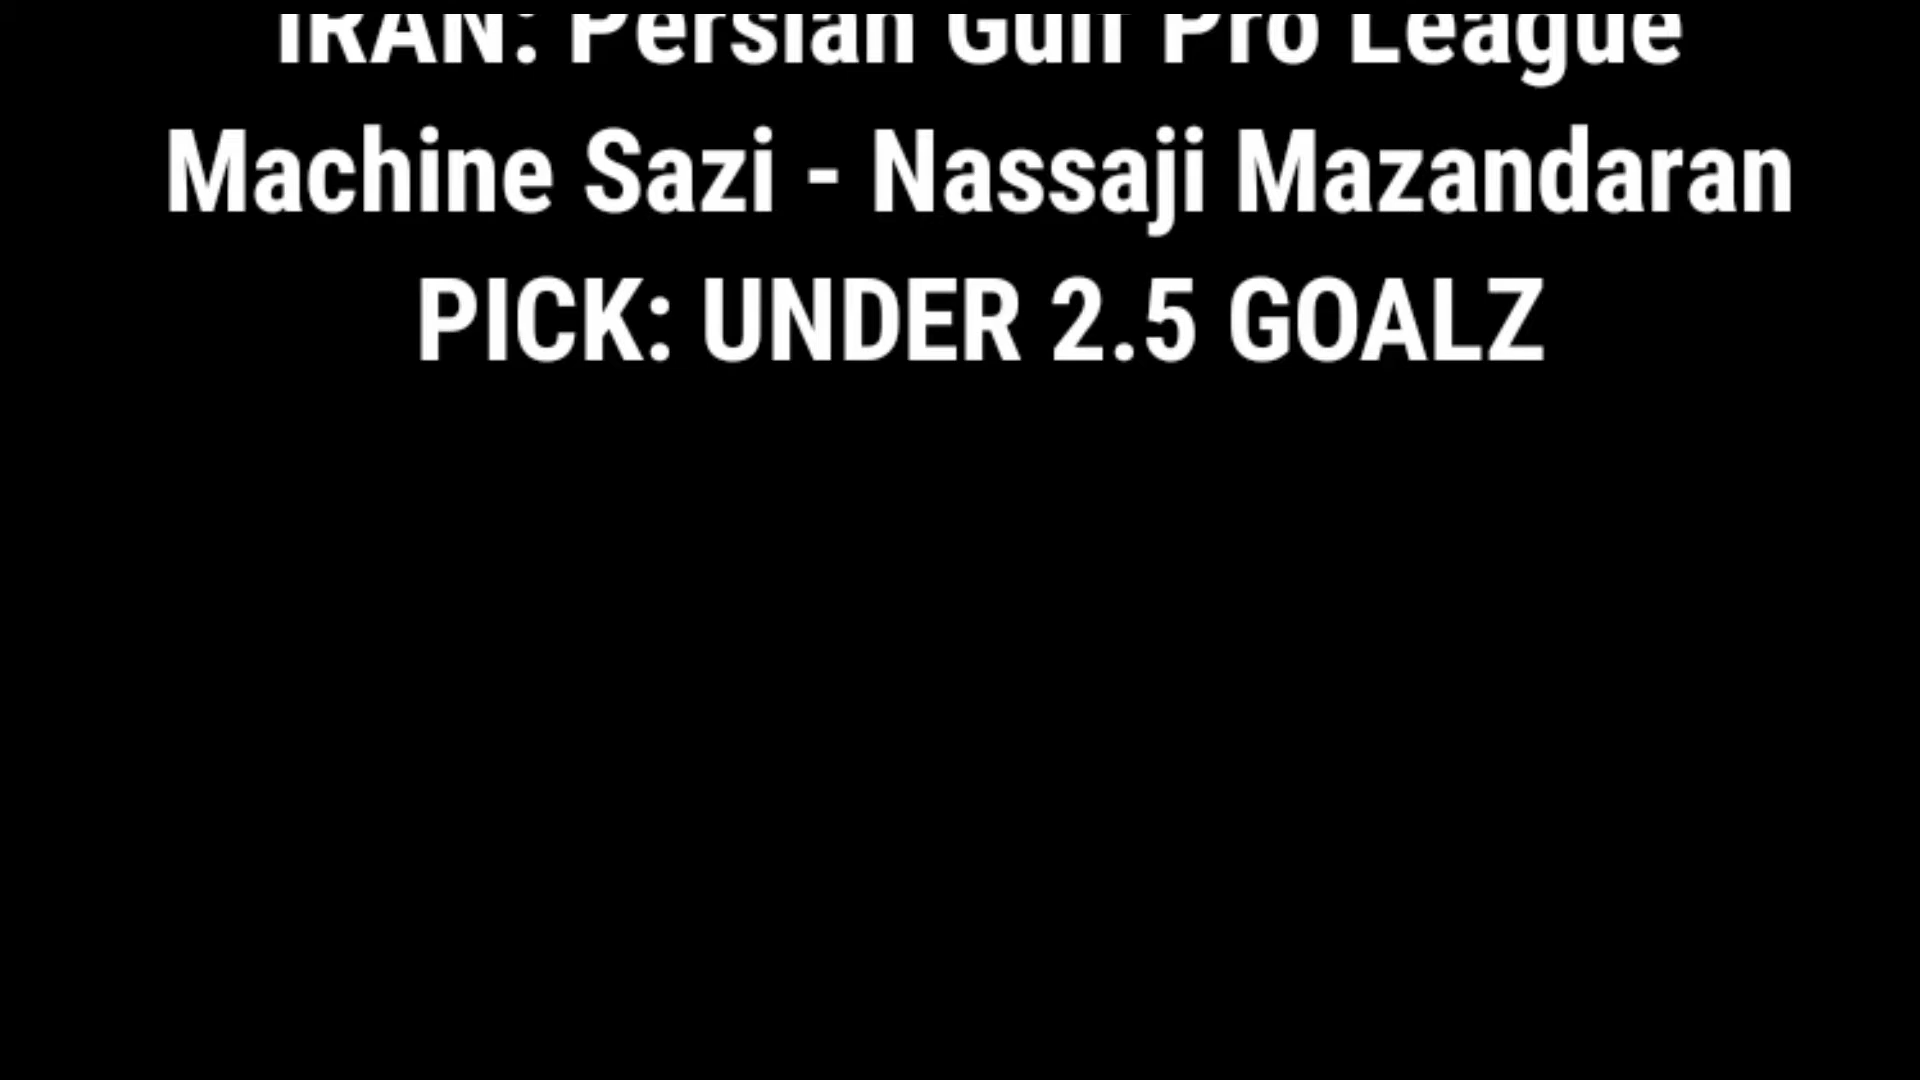 IRAN: Persian Gulf Pro League
Machine Sazi - Nassaji Mazandaran
PICK: UNDER 2.5 GOALZ